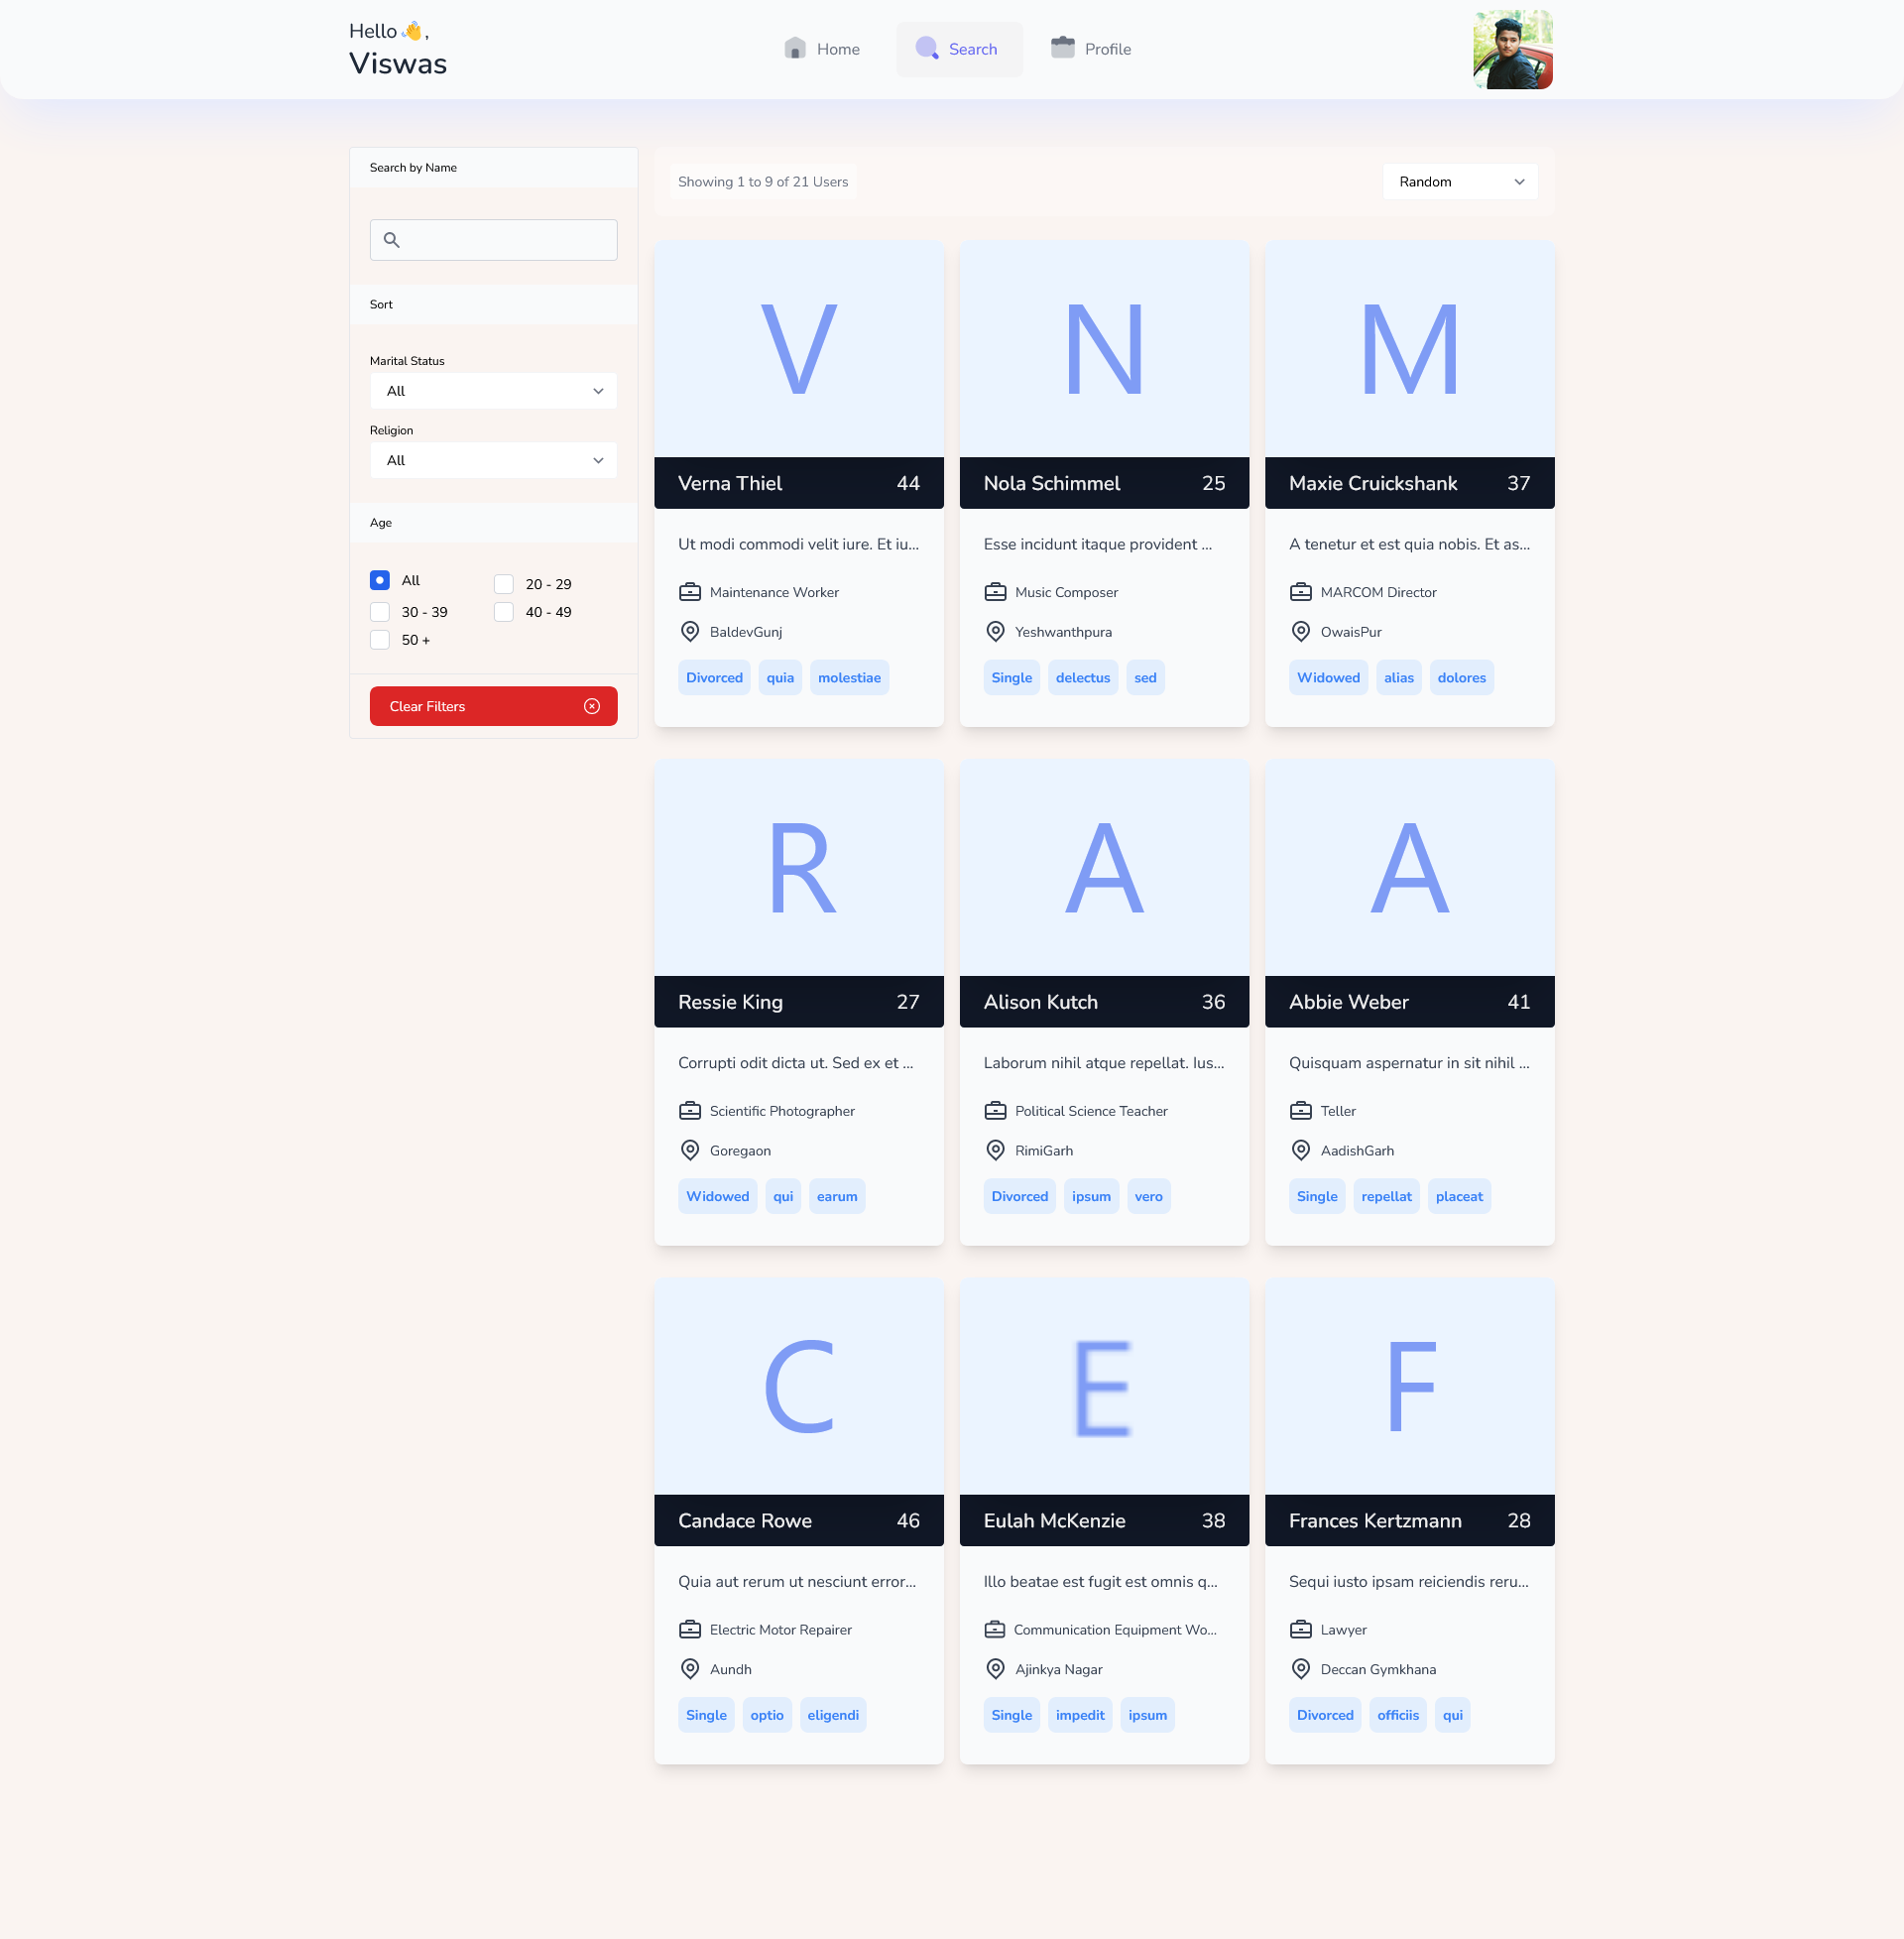 Hello 👋,
Viswas
Home
Search
Profile
Search by Name
Sort
Marital Status
All
Religion
All
Age
All
20 - 29
30 - 39
40 - 49
50 +
Clear Filters
Showing 1 to 9 of 21 Users
Random
V
Verna Thiel 44
Ut modi commodi velit iure. Et iu...
Maintenance Worker
BaldevGunj
Divorced quia molestiae
N
Nola Schimmel 25
Esse incidunt itaque provident ...
Music Composer
Yeshwanthpura
Single delectus sed
M
Maxie Cruickshank 37
A tenetur et est quia nobis. Et as...
MARCOM Director
OwaisPur
Widowed alias dolores
R
Ressie King 27
Corrupti odit dicta ut. Sed ex et ...
Scientific Photographer
Goregaon
Widowed qui earum
A
Alison Kutch 36
Laborum nihil atque repellat. Ius...
Political Science Teacher
RimiGarh
Divorced ipsum vero
A
Abbie Weber 41
Quisquam aspernatur in sit nihil ...
Teller
AadishGarh
Single repellat placeat
C
Candace Rowe 46
Quia aut rerum ut nesciunt error...
Electric Motor Repairer
Aundh
Single optio eligendi
E
Eulah McKenzie 38
Illo beatae est fugit est omnis q...
Communication Equipment Wo...
Ajinkya Nagar
Single impedit ipsum
F
Frances Kertzmann 28
Sequi iusto ipsam reiciendis reru...
Lawyer
Deccan Gymkhana
Divorced officiis qui